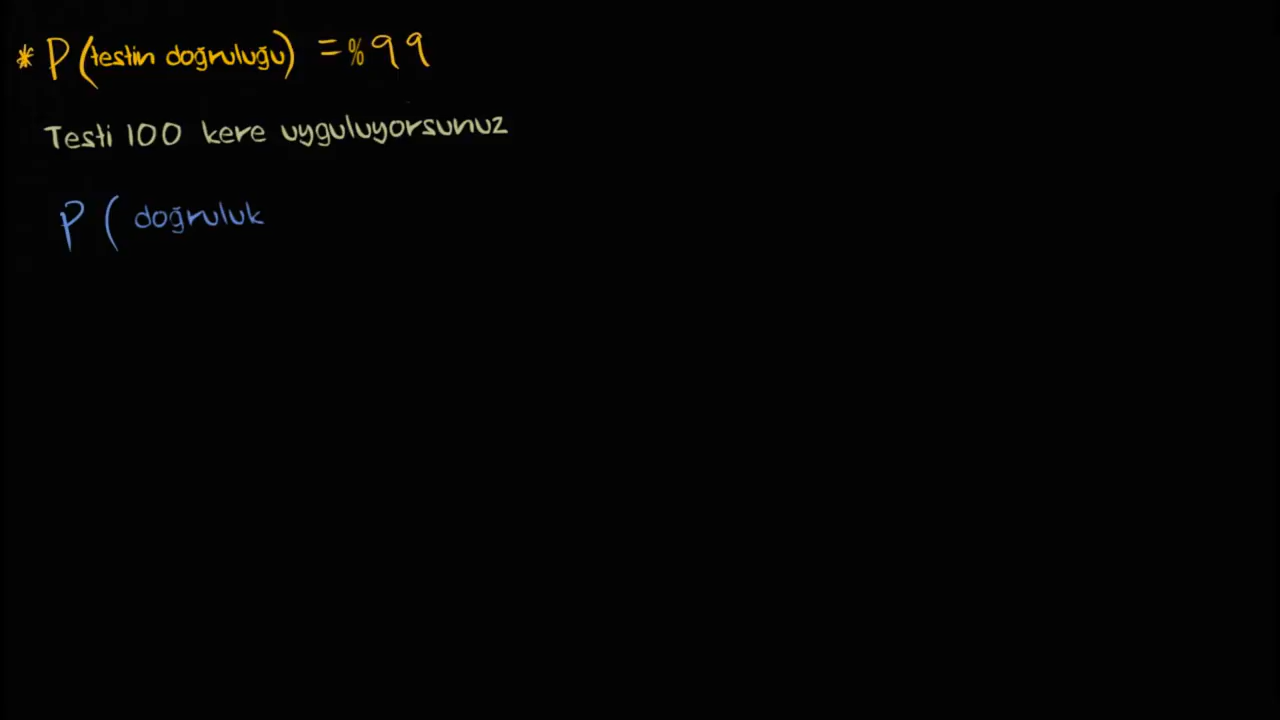 * P(testin doğruluğu) = %99
Testi 100 kere uyguluyorsunuz
P ( doğruluk